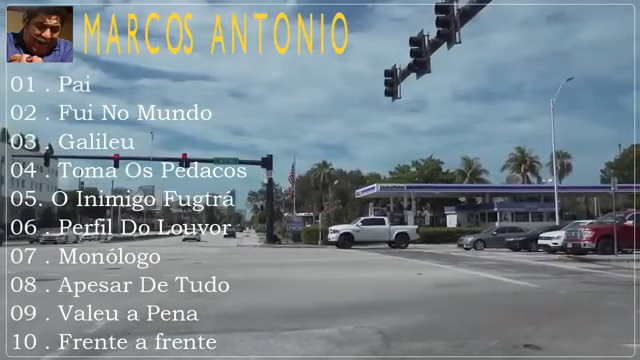 MARCOS ANTONIO
01 . Pai
02 . Fui No Mundo
03 . Galileu
04 . Toma Os Pedacos
05. O Inimigo Fugtrá
06 . Perfil Do Louvor
07 . Monólogo
08 . Apesar De Tudo
09 . Valeu a Pena
10 . Frente a frente